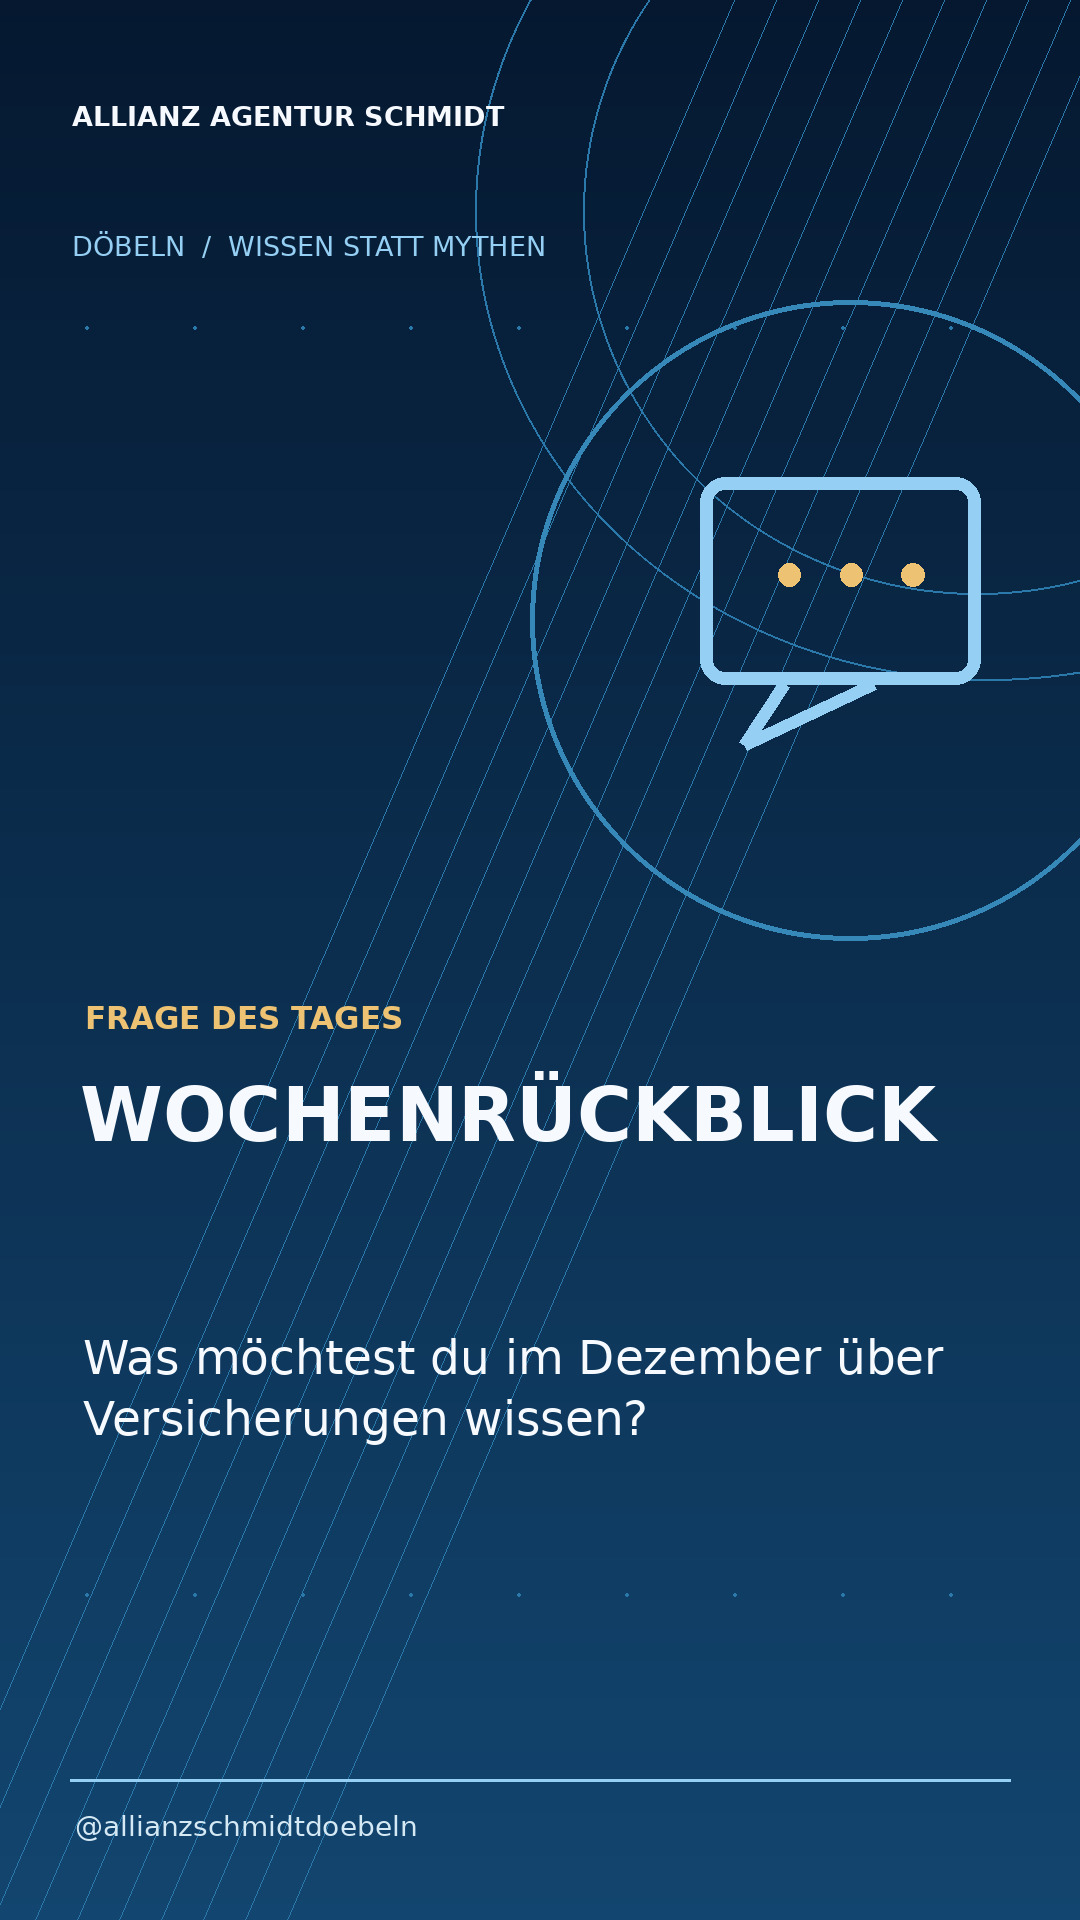 ALLIANZ AGENTUR SCHMIDT
DÖBELN / WISSEN STATT MYTHEN
FRAGE DES TAGES
WOCHENRÜCKBLICK
Was möchtest du im Dezember über
Versicherungen wissen?
@allianzschmidtdoebeln